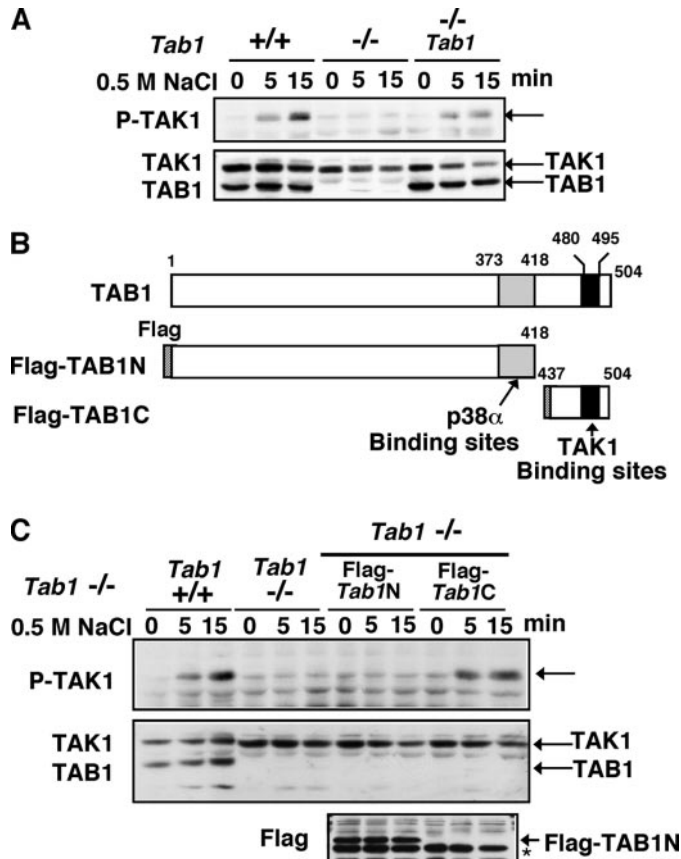 A
-/-
Tab1 +/+ -/- Tab1
0.5 M NaCl 0 5 15 0 5 15 0 5 15 min
P-TAK1
TAK1 TAK1
TAB1 TAB1
B
480 495
1 373 418 504
TAB1
Flag 418
Flag-TAB1N
437 504
Flag-TAB1C
p38α
Binding sites
TAK1
Binding sites
C
Tab1 -/-
Tab1 Tab1 Flag- Flag-
Tab1 -/- +/+ -/- Tab1N Tab1C
0.5 M NaCl 0 5 15 0 5 15 0 5 15 0 5 15 min
P-TAK1
TAK1 TAK1
TAB1 TAB1
Flag Flag-TAB1N
*